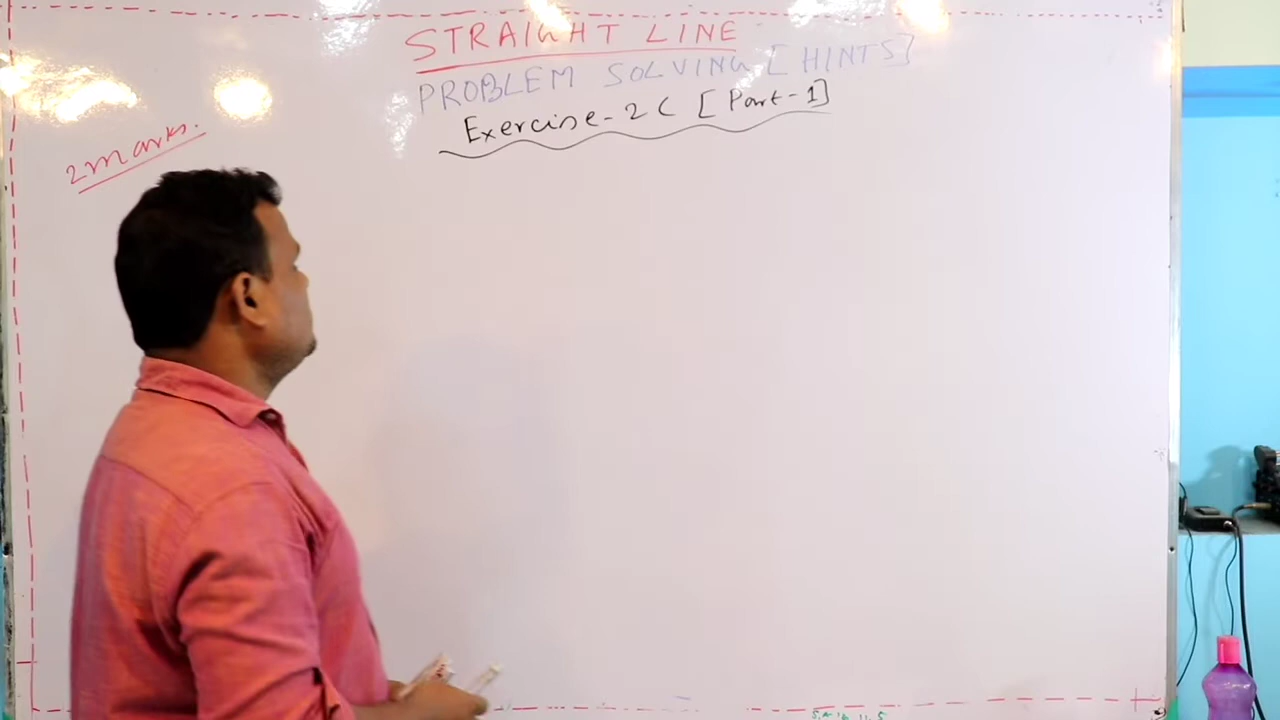 STRAIGHT LINE
PROBLEM SOLVING [HINTS]
Exercise-2C [Part-1]
2 marks.